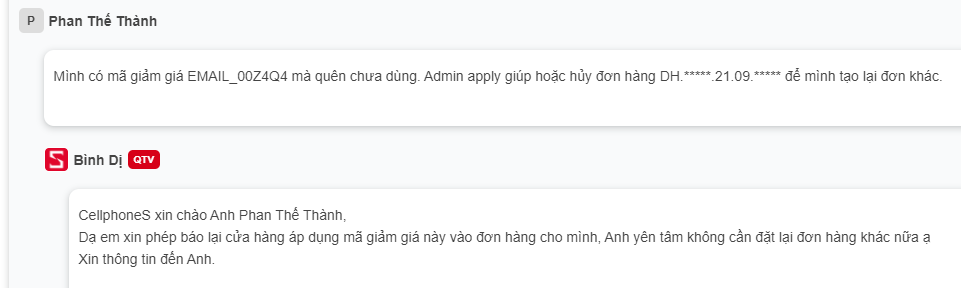 P Phan Thế Thành
Mình có mã giảm giá EMAIL_00Z4Q4 mà quên chưa dùng. Admin apply giúp hoặc hủy đơn hàng DH.*****.21.09.***** để mình tạo lại đơn khác.
S Bình Dị QTV
CellphoneS xin chào Anh Phan Thế Thành,
Dạ em xin phép báo lại cửa hàng áp dụng mã giảm giá này vào đơn hàng cho mình, Anh yên tâm không cần đặt lại đơn hàng khác nữa ạ
Xin thông tin đến Anh.